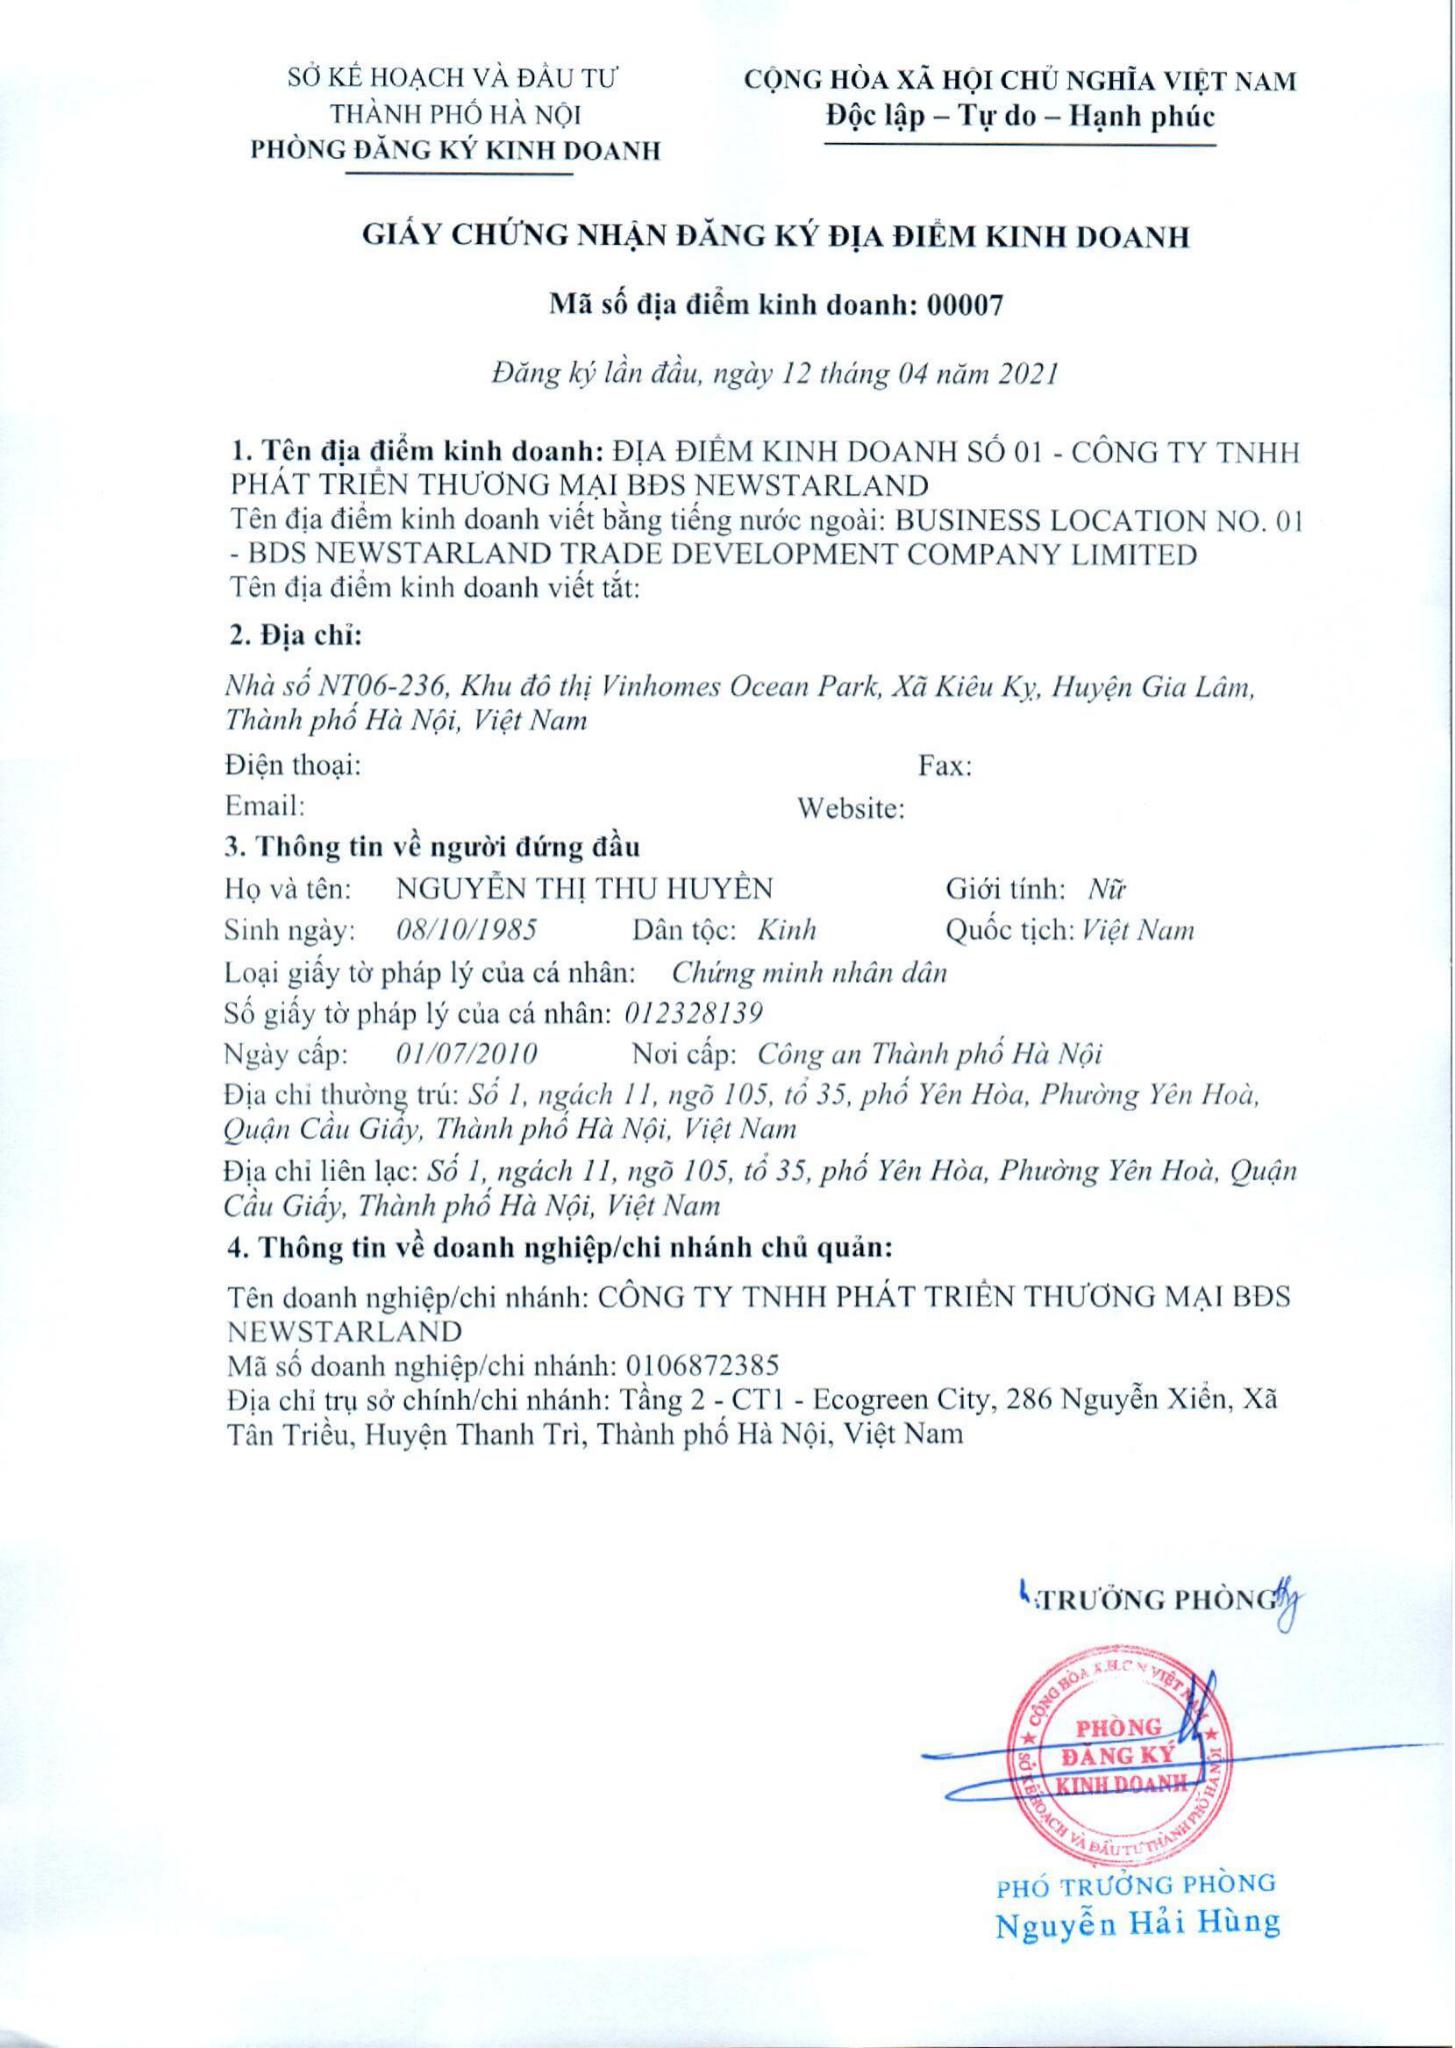 SỞ KẾ HOẠCH VÀ ĐẦU TƯ
THÀNH PHỐ HÀ NỘI
PHÒNG ĐĂNG KÝ KINH DOANH
CỘNG HÒA XÃ HỘI CHỦ NGHĨA VIỆT NAM
Độc lập – Tự do – Hạnh phúc
GIẤY CHỨNG NHẬN ĐĂNG KÝ ĐỊA ĐIỂM KINH DOANH
Mã số địa điểm kinh doanh: 00007
Đăng ký lần đầu, ngày 12 tháng 04 năm 2021
1. Tên địa điểm kinh doanh: ĐỊA ĐIỂM KINH DOANH SỐ 01 - CÔNG TY TNHH
PHÁT TRIỂN THƯƠNG MẠI BĐS NEWSTARLAND
Tên địa điểm kinh doanh viết bằng tiếng nước ngoài: BUSINESS LOCATION NO. 01
- BDS NEWSTARLAND TRADE DEVELOPMENT COMPANY LIMITED
Tên địa điểm kinh doanh viết tắt:
2. Địa chỉ:
Nhà số NT06-236, Khu đô thị Vinhomes Ocean Park, Xã Kiêu Kỵ, Huyện Gia Lâm,
Thành phố Hà Nội, Việt Nam
Điện thoại: Fax:
Email: Website:
3. Thông tin về người đứng đầu
Họ và tên: NGUYỄN THỊ THU HUYỀN Giới tính: Nữ
Sinh ngày: 08/10/1985 Dân tộc: Kinh Quốc tịch: Việt Nam
Loại giấy tờ pháp lý của cá nhân: Chứng minh nhân dân
Số giấy tờ pháp lý của cá nhân: 012328139
Ngày cấp: 01/07/2010 Nơi cấp: Công an Thành phố Hà Nội
Địa chỉ thường trú: Số 1, ngách 11, ngõ 105, tổ 35, phố Yên Hòa, Phường Yên Hoà,
Quận Cầu Giấy, Thành phố Hà Nội, Việt Nam
Địa chỉ liên lạc: Số 1, ngách 11, ngõ 105, tổ 35, phố Yên Hòa, Phường Yên Hoà, Quận
Cầu Giấy, Thành phố Hà Nội, Việt Nam
4. Thông tin về doanh nghiệp/chi nhánh chủ quản:
Tên doanh nghiệp/chi nhánh: CÔNG TY TNHH PHÁT TRIỂN THƯƠNG MẠI BĐS
NEWSTARLAND
Mã số doanh nghiệp/chi nhánh: 0106872385
Địa chỉ trụ sở chính/chi nhánh: Tầng 2 - CT1 - Ecogreen City, 286 Nguyễn Xiển, Xã
Tân Triều, Huyện Thanh Trì, Thành phố Hà Nội, Việt Nam
TRƯỞNG PHÒNG
CỘNG HÒA X.H.C.N VIỆT NAM
PHÒNG
ĐĂNG KÝ
KINH DOANH
SỞ KẾ HOẠCH VÀ ĐẦU TƯ THÀNH PHỐ HÀ NỘI
PHÓ TRƯỞNG PHÒNG
Nguyễn Hải Hùng